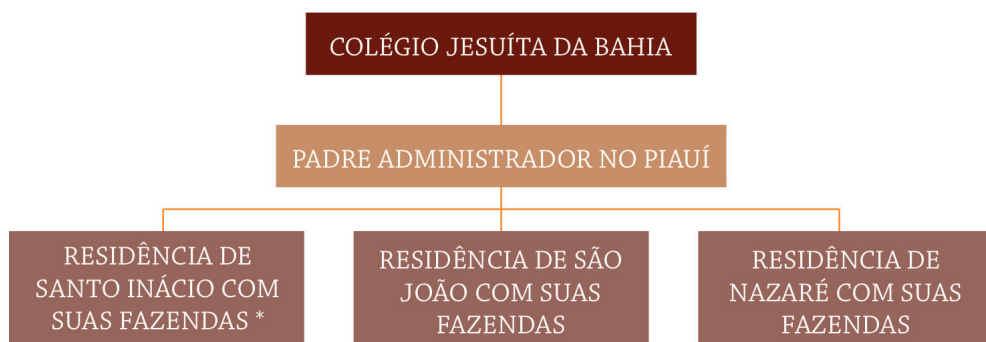 COLÉGIO JESUÍTA DA BAHIA
PADRE ADMINISTRADOR NO PIAUÍ
RESIDÊNCIA DE
SANTO INÁCIO COM
SUAS FAZENDAS *
RESIDÊNCIA DE SÃO
JOÃO COM SUAS
FAZENDAS
RESIDÊNCIA DE
NAZARÉ COM SUAS
FAZENDAS